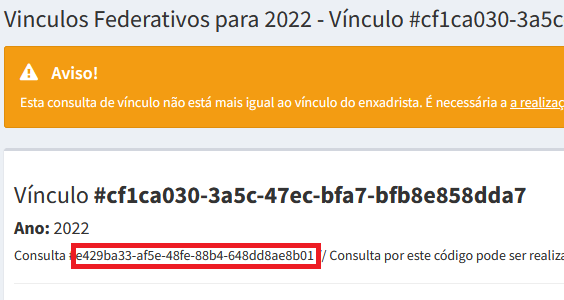 Vinculos Federativos para 2022 - Vínculo #cf1ca030-3a5c
Aviso!
Esta consulta de vínculo não está mais igual ao vínculo do enxadrista. É necessária a a realizaç
Vínculo #cf1ca030-3a5c-47ec-bfa7-bfb8e858dda7
Ano: 2022
Consulta #e429ba33-af5e-48fe-88b4-648dd8ae8b01 / Consulta por este código pode ser realiza